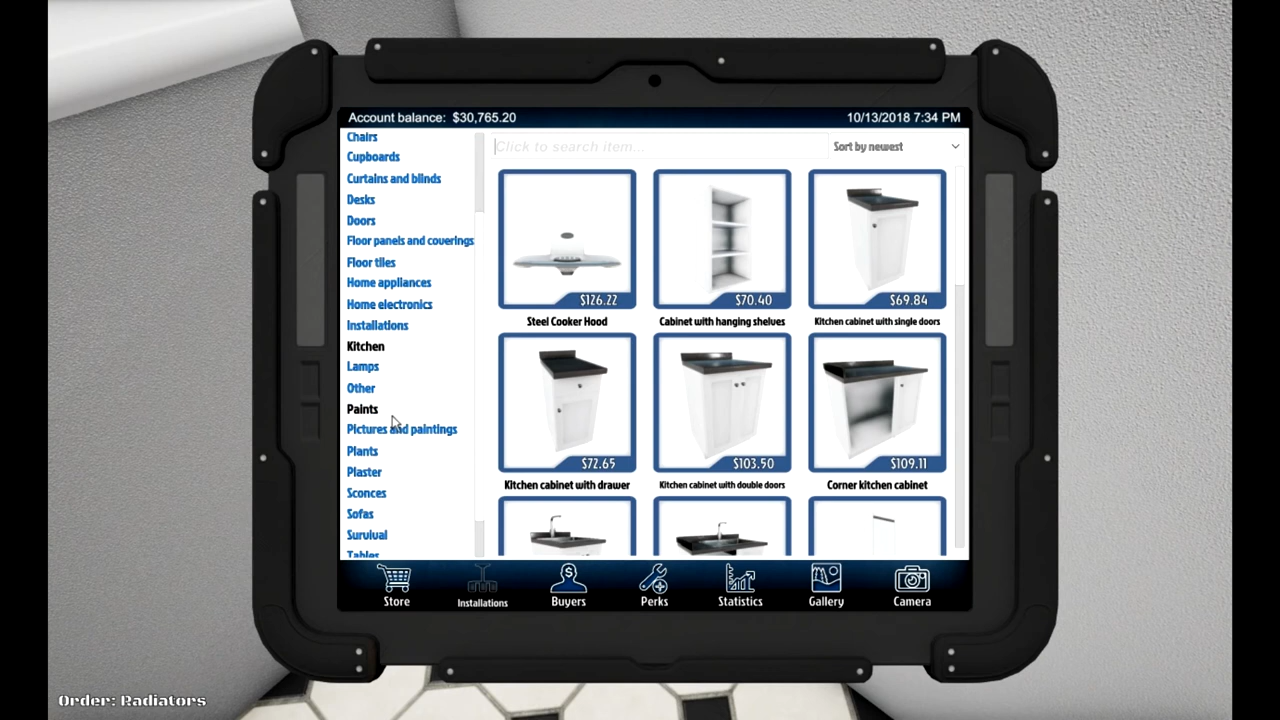 Account balance: $30,765.20
10/13/2018 7:34 PM
Chairs
Cupboards
Curtains and blinds
Desks
Doors
Floor panels and coverings
Floor tiles
Home appliances
Home electronics
Installations
Kitchen
Lamps
Other
Paints
Pictures and paintings
Plants
Plaster
Sconces
Sofas
Survival
Tables
Click to search item...
Sort by newest
$126.22
$70.40
$69.84
Steel Cooker Hood
Cabinet with hanging shelves
Kitchen cabinet with single doors
$72.65
$103.50
$109.11
Kitchen cabinet with drawer
Kitchen cabinet with double doors
Corner kitchen cabinet
Store
Installations
Buyers
Perks
Statistics
Gallery
Camera
Order: Radiators